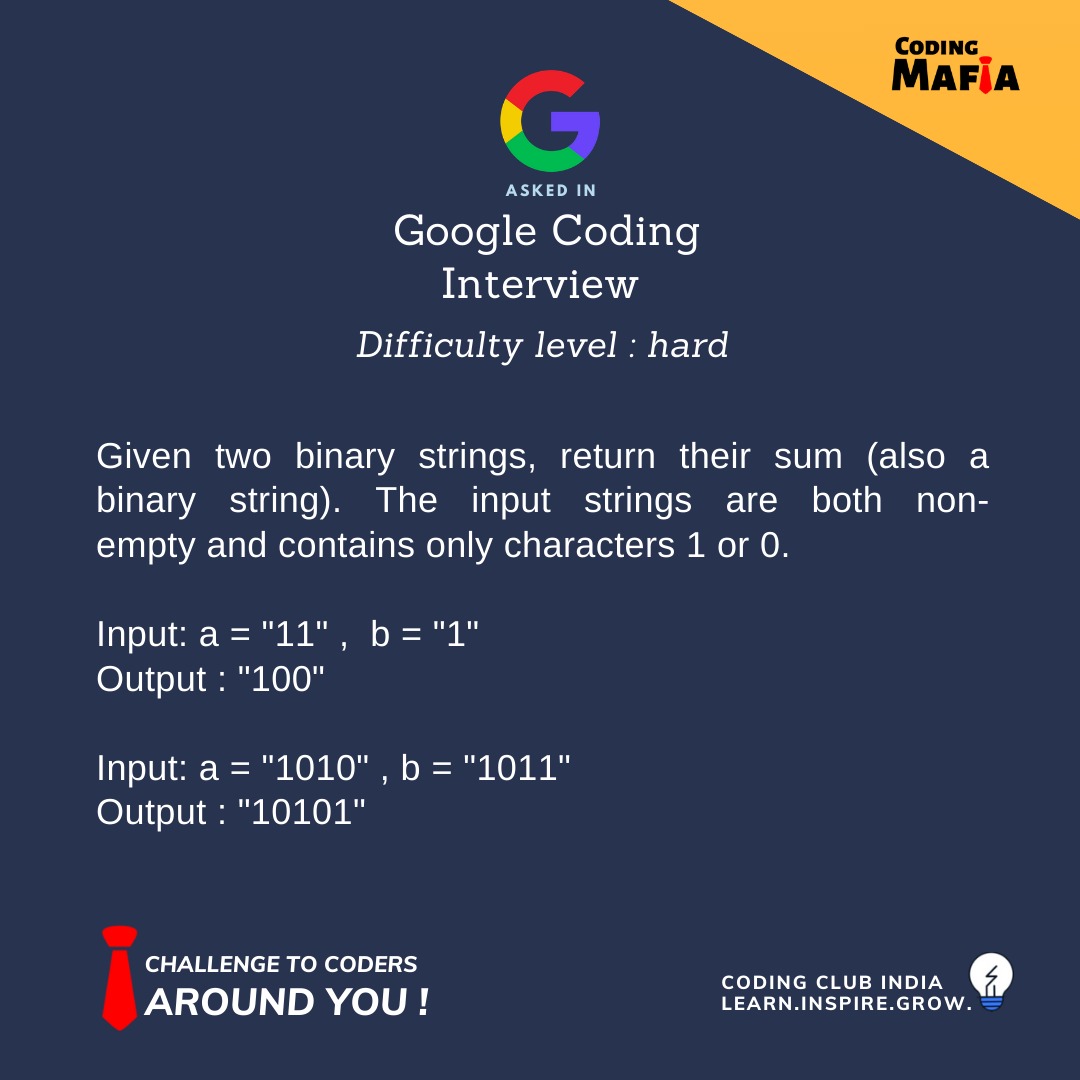 CODING
MAFIA
ASKED IN
Google Coding
Interview
Difficulty level : hard
Given two binary strings, return their sum (also a
binary string). The input strings are both non-
empty and contains only characters 1 or 0.
Input: a = "11" ,  b = "1"
Output : "100"
Input: a = "1010" , b = "1011"
Output : "10101"
CHALLENGE TO CODERS
AROUND YOU !
CODING CLUB INDIA
LEARN.INSPIRE.GROW.